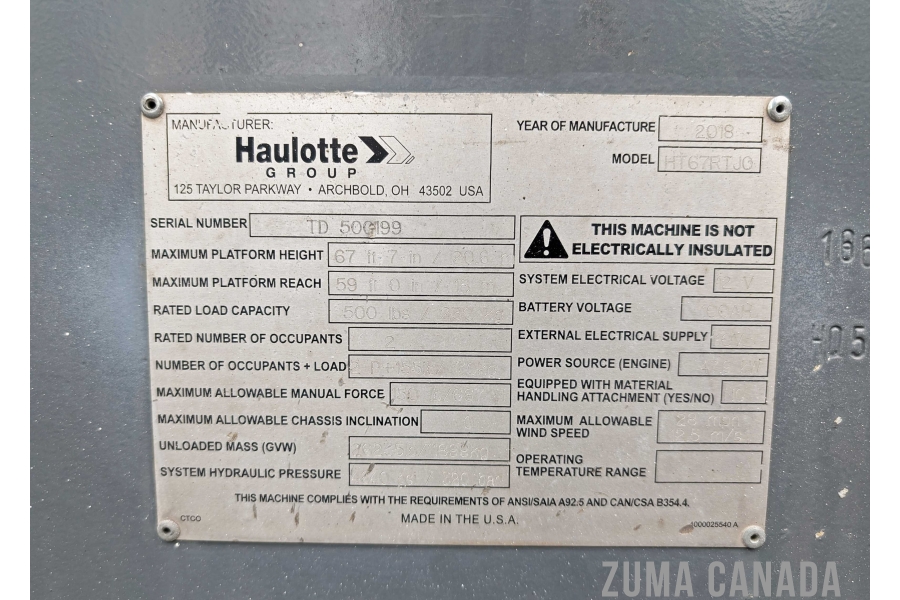 MANUFACTURER:
Haulotte
GROUP
125 TAYLOR PARKWAY • ARCHBOLD, OH 43502 USA
YEAR OF MANUFACTURE 2018
MODEL HT67RTJO
SERIAL NUMBER TD 500199
THIS MACHINE IS NOT
ELECTRICALLY INSULATED
MAXIMUM PLATFORM HEIGHT 67 ft 7 in /
MAXIMUM PLATFORM REACH 59 ft 0 in /
RATED LOAD CAPACITY 500 lbs /
RATED NUMBER OF OCCUPANTS 2
NUMBER OF OCCUPANTS + LOAD
MAXIMUM ALLOWABLE MANUAL FORCE
MAXIMUM ALLOWABLE CHASSIS INCLINATION
UNLOADED MASS (GVW)
SYSTEM HYDRAULIC PRESSURE
SYSTEM ELECTRICAL VOLTAGE
BATTERY VOLTAGE
EXTERNAL ELECTRICAL SUPPLY
POWER SOURCE (ENGINE)
EQUIPPED WITH MATERIAL
HANDLING ATTACHMENT (YES/NO)
MAXIMUM ALLOWABLE
WIND SPEED
OPERATING
TEMPERATURE RANGE
THIS MACHINE COMPLIES WITH THE REQUIREMENTS OF ANSI/SAIA A92.5 AND CAN/CSA B354.4.
CTCO
MADE IN THE U.S.A.
4000025540 A
166
HQ5
ZUMA CANADA